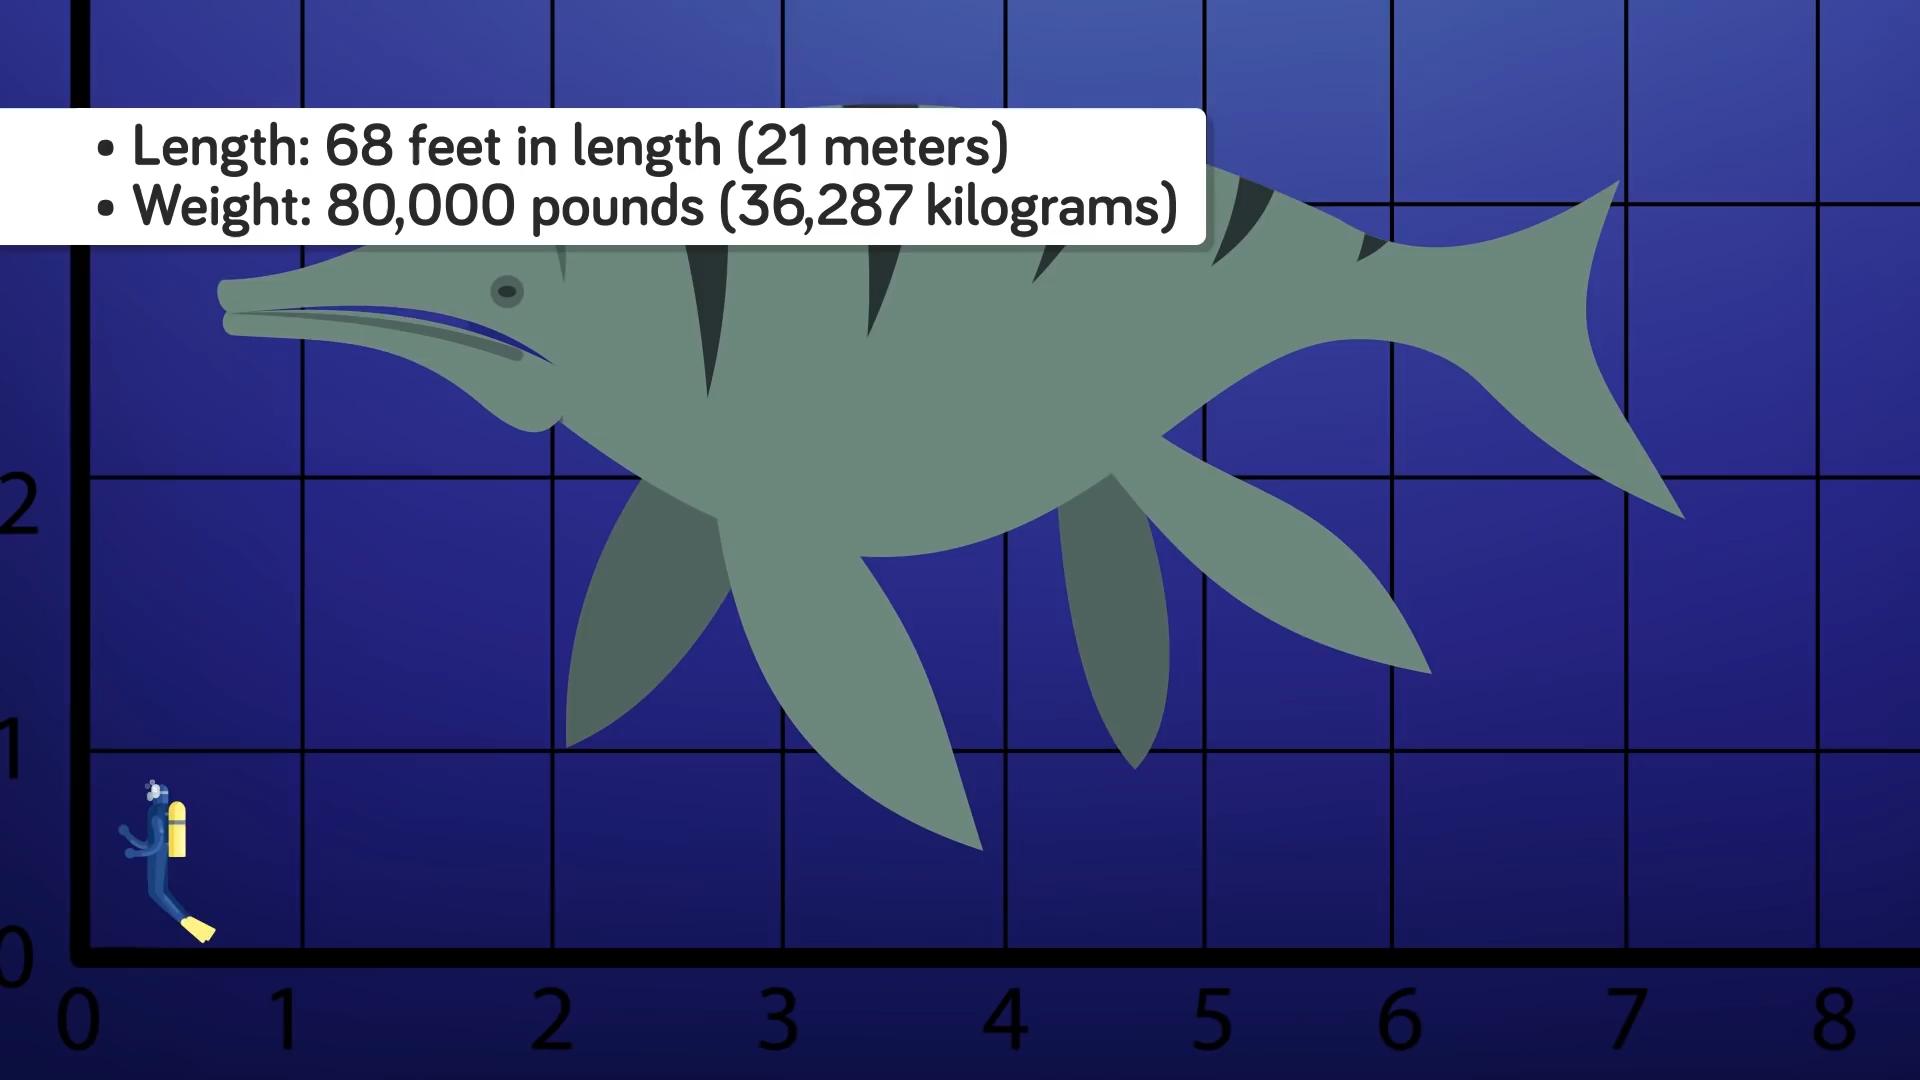 • Length: 68 feet in length (21 meters)
• Weight: 80,000 pounds (36,287 kilograms)
2
1
0
0 1 2 3 4 5 6 7 8